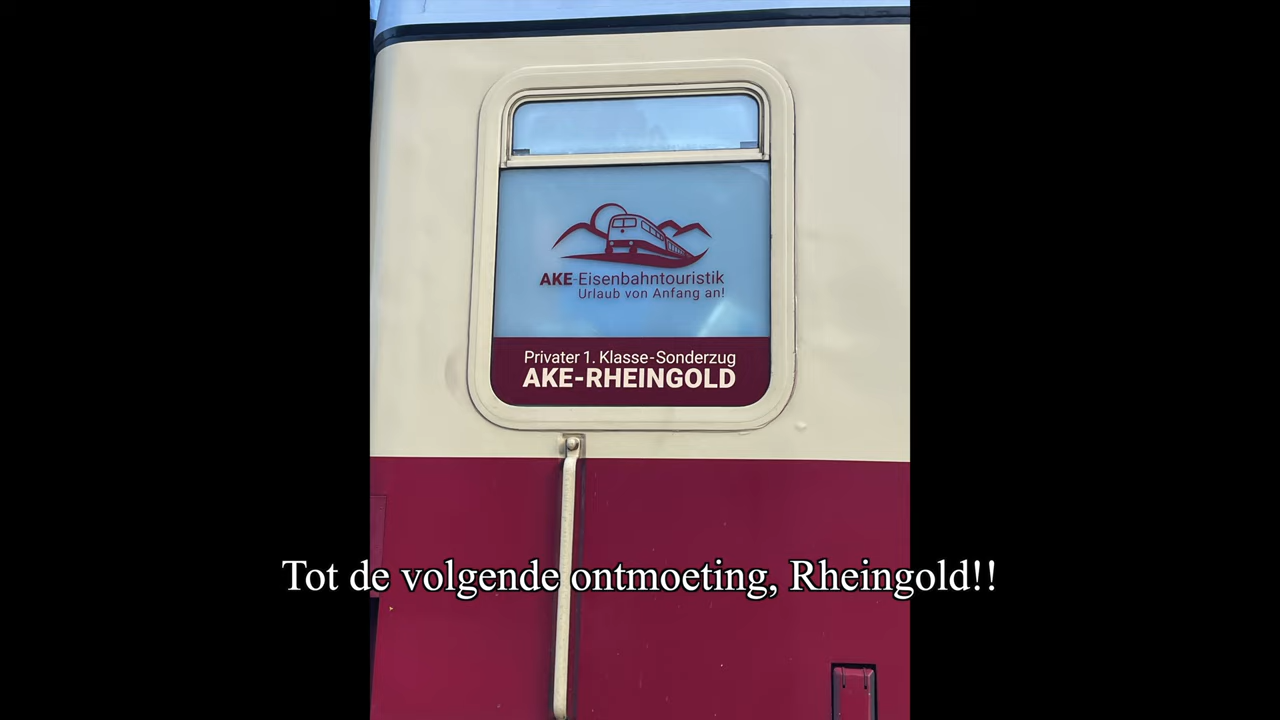 AKE-Eisenbahntouristik
Urlaub von Anfang an!
Privater 1. Klasse-Sonderzug
AKE-RHEINGOLD
Tot de volgende ontmoeting, Rheingold!!